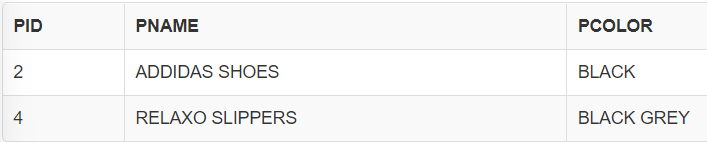 PID PNAME PCOLOR
2 ADDIDAS SHOES BLACK
4 RELAXO SLIPPERS BLACK GREY